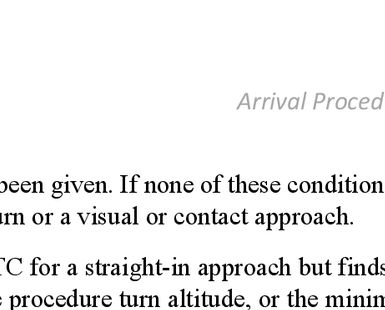 Arrival Proced
been given. If none of these condition
urn or a visual or contact approach.
TC for a straight-in approach but finds
procedure turn altitude, or the minim